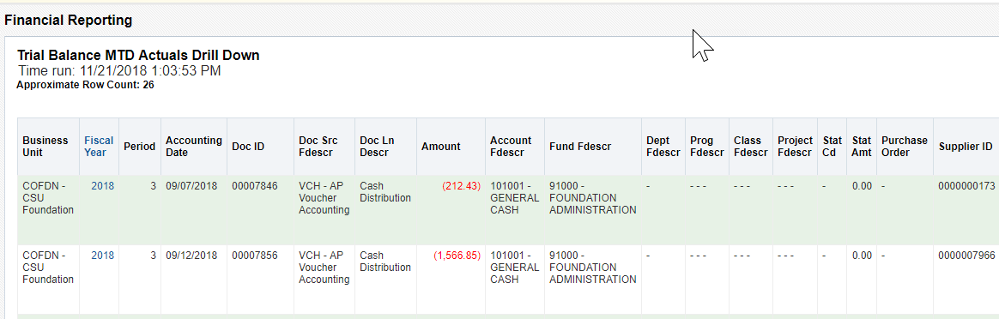 Financial Reporting
Trial Balance MTD Actuals Drill Down
Time run: 11/21/2018 1:03:53 PM
Approximate Row Count: 26
Business Unit Fiscal Year Period Accounting Date Doc ID Doc Src Fdescr Doc Ln Descr Amount Account Fdescr Fund Fdescr Dept Fdescr Prog Fdescr Class Fdescr Project Fdescr Stat Cd Stat Amt Purchase Order Supplier ID
COFDN - CSU Foundation 2018 3 09/07/2018 00007846 VCH - AP Voucher Accounting Cash Distribution (212.43) 101001 - GENERAL CASH 91000 - FOUNDATION ADMINISTRATION - - - - - - - - - - - 0.00 - 0000000173
COFDN - CSU Foundation 2018 3 09/12/2018 00007856 VCH - AP Voucher Accounting Cash Distribution (1,566.85) 101001 - GENERAL CASH 91000 - FOUNDATION ADMINISTRATION - - - - - - - - - - - 0.00 - 0000007966